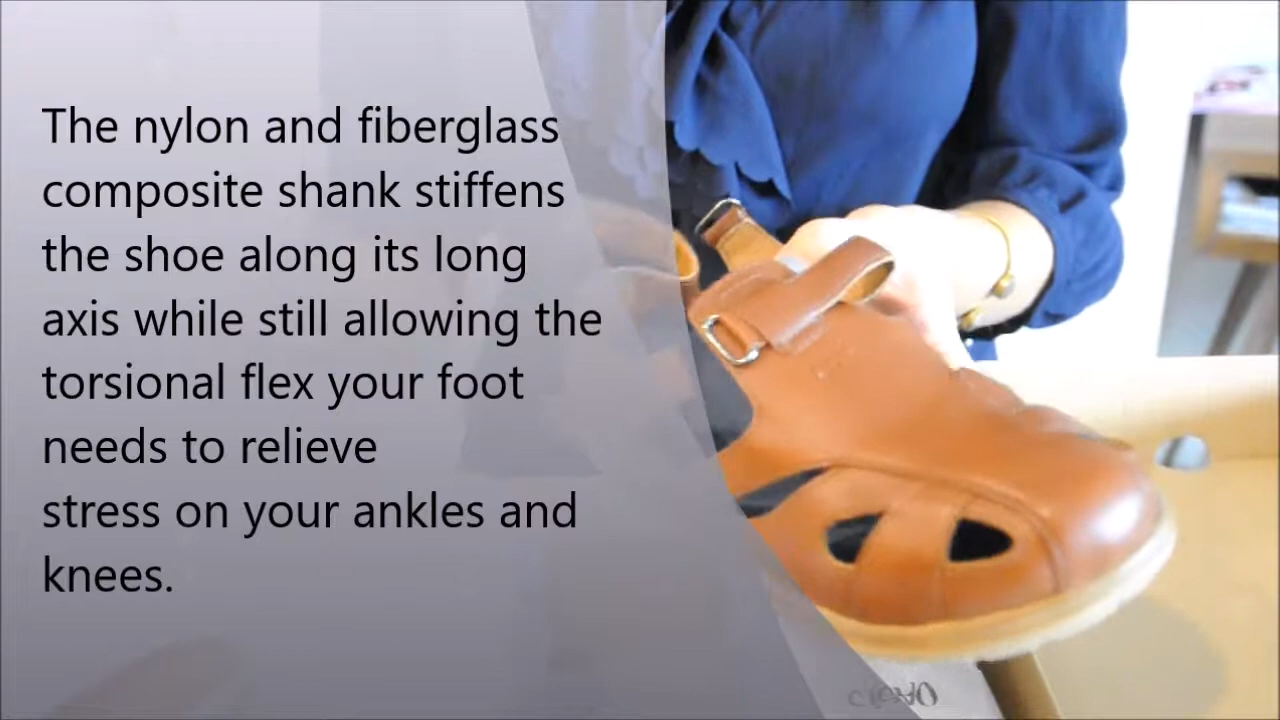 The nylon and fiberglass
composite shank stiffens
the shoe along its long
axis while still allowing the
torsional flex your foot
needs to relieve
stress on your ankles and
knees.